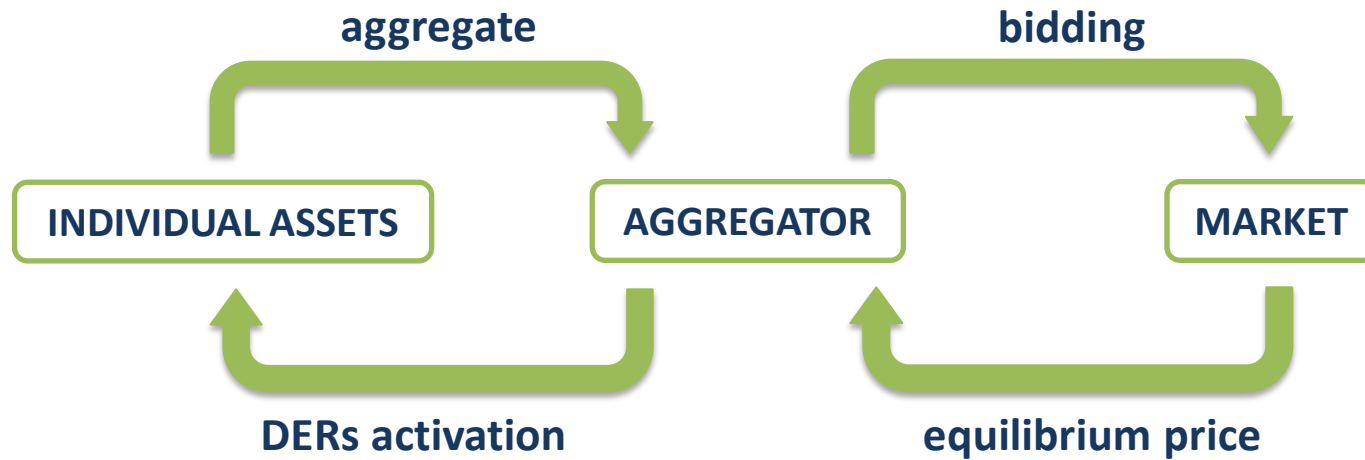 aggregate
bidding
INDIVIDUAL ASSETS
AGGREGATOR
MARKET
DERs activation
equilibrium price